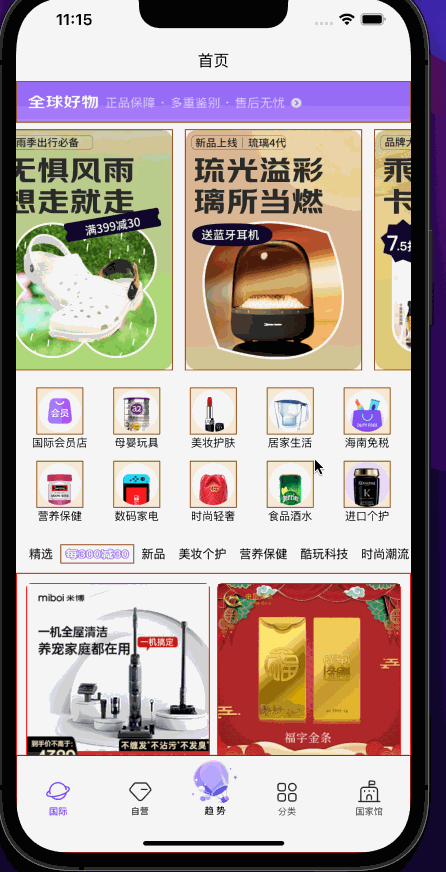 11:15
首页
全球好物 正品保障 · 多重鉴别 · 售后无忧
雨季出行必备
无惧风雨
想走就走
满399减30
新品上线 琉璃4代
琉光溢彩
璃所当燃
送蓝牙耳机
品牌
乘
卡
7.5折
会员
a2
DUTY FREE
国际会员店 母婴玩具 美妆护肤 居家生活 海南免税
perrier
K
营养保健 数码家电 时尚轻奢 食品酒水 进口个护
精选 每300减30 新品 美妆个护 营养保健 酷玩科技 时尚潮流
miboi 米博
一机全屋清洁
养宠家庭都在用
一机搞定
到手价不高于:
不缠发*不沾污*不发臭
福
福字金条
国际 自营 趋势 分类 国家馆